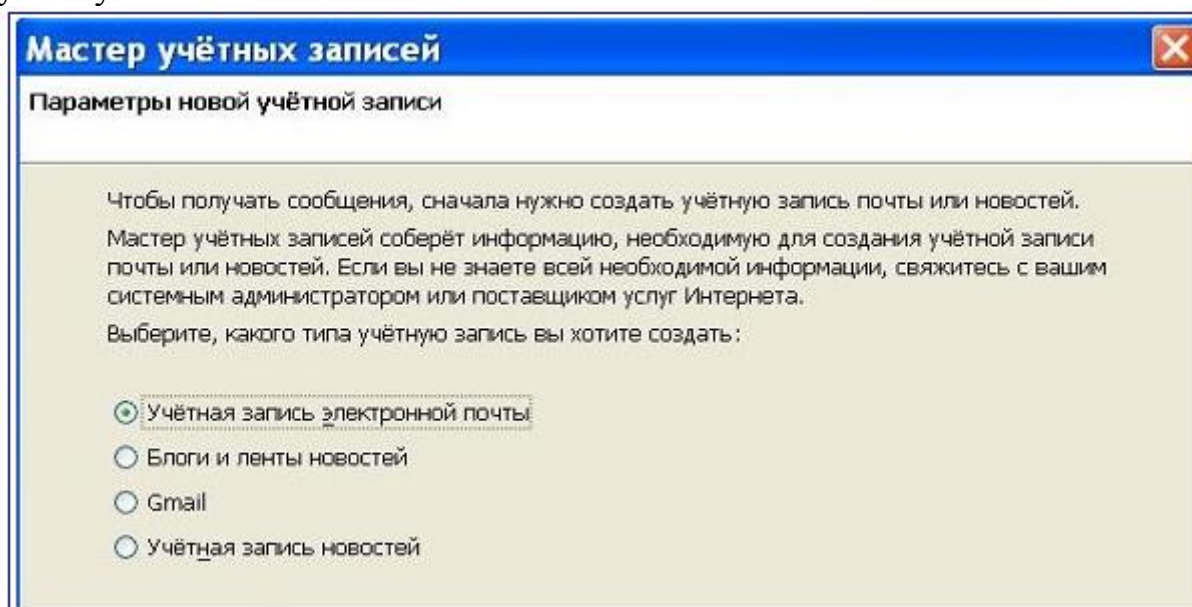 Мастер учётных записей
Параметры новой учётной записи
Чтобы получать сообщения, сначала нужно создать учётную запись почты или новостей.
Мастер учётных записей соберёт информацию, необходимую для создания учётной записи
почты или новостей. Если вы не знаете всей необходимой информации, свяжитесь с вашим
системным администратором или поставщиком услуг Интернета.
Выберите, какого типа учётную запись вы хотите создать:
Учётная запись электронной почты
Блоги и ленты новостей
Gmail
Учётная запись новостей